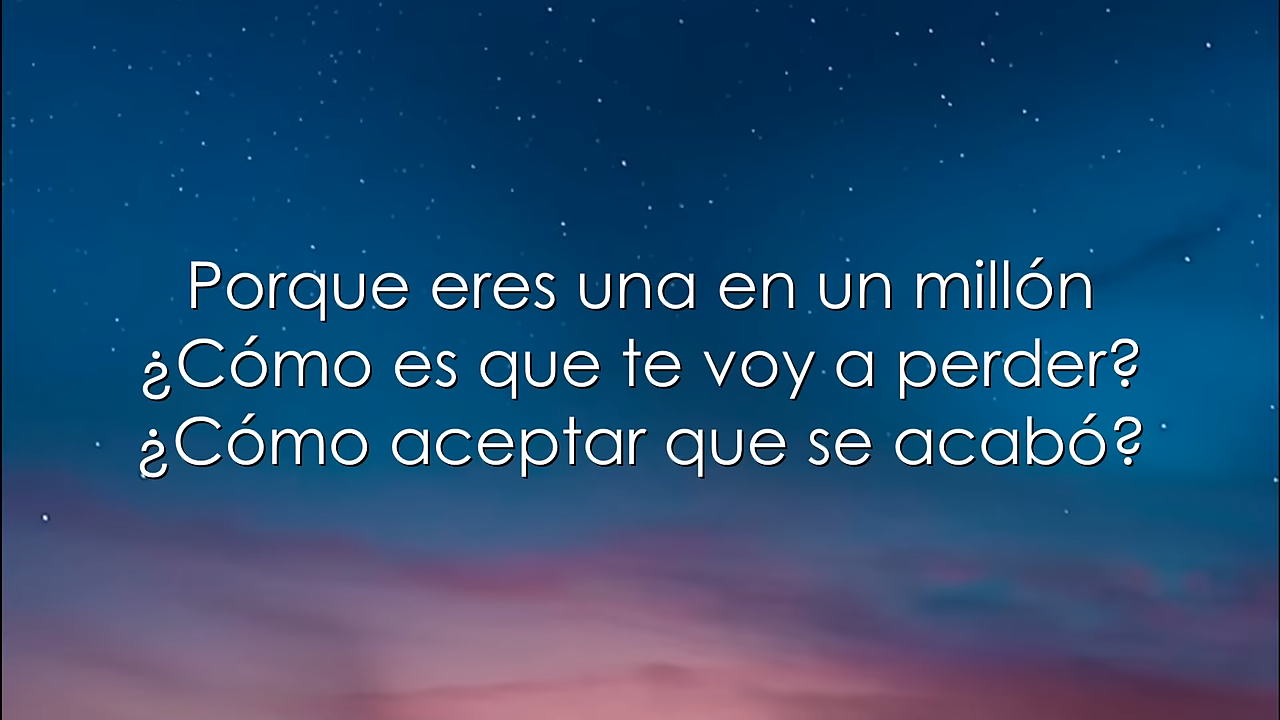 Porque eres una en un millón
¿Cómo es que te voy a perder?
¿Cómo aceptar que se acabó?